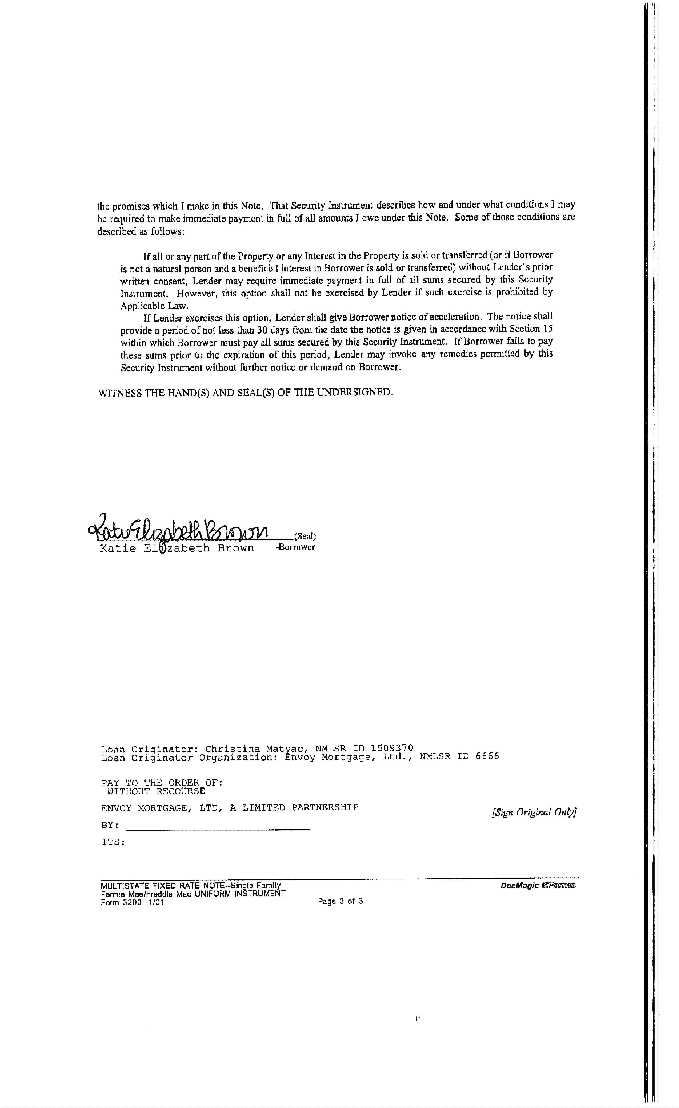 the promises which I make in this Note. That Security Instrument describes how and under what conditions I may
be required to make immediate payment in full of all amounts I owe under this Note. Some of those conditions are
described as follows:
If all or any part of the Property or any Interest in the Property is sold or transferred (or if Borrower
is not a natural person and a beneficial interest in Borrower is sold or transferred) without Lender's prior
written consent, Lender may require immediate payment in full of all sums secured by this Security
Instrument. However, this option shall not be exercised by Lender if such exercise is prohibited by
Applicable Law.
If Lender exercises this option, Lender shall give Borrower notice of acceleration. The notice shall
provide a period of not less than 30 days from the date the notice is given in accordance with Section 15
within which Borrower must pay all sums secured by this Security Instrument. If Borrower fails to pay
these sums prior to the expiration of this period, Lender may invoke any remedies permitted by this
Security Instrument without further notice or demand on Borrower.
WITNESS THE HAND(S) AND SEAL(S) OF THE UNDERSIGNED.
Katie Elizabeth Brown (Seal)
Katie Elizabeth Brown -Borrower
Loan Originator: Christina Matyac, NMLSR ID 1509370
Loan Originator Organization: Envoy Mortgage, Ltd., NMLSR ID 6666
PAY TO THE ORDER OF:
WITHOUT RECOURSE
ENVOY MORTGAGE, LTD, A LIMITED PARTNERSHIP
[Sign Original Only]
BY:
ITS:
MULTISTATE FIXED RATE NOTE--Single Family DocMagic eForms
Fannie Mae/Freddie Mac UNIFORM INSTRUMENT
Form 3200 1/01 Page 3 of 3